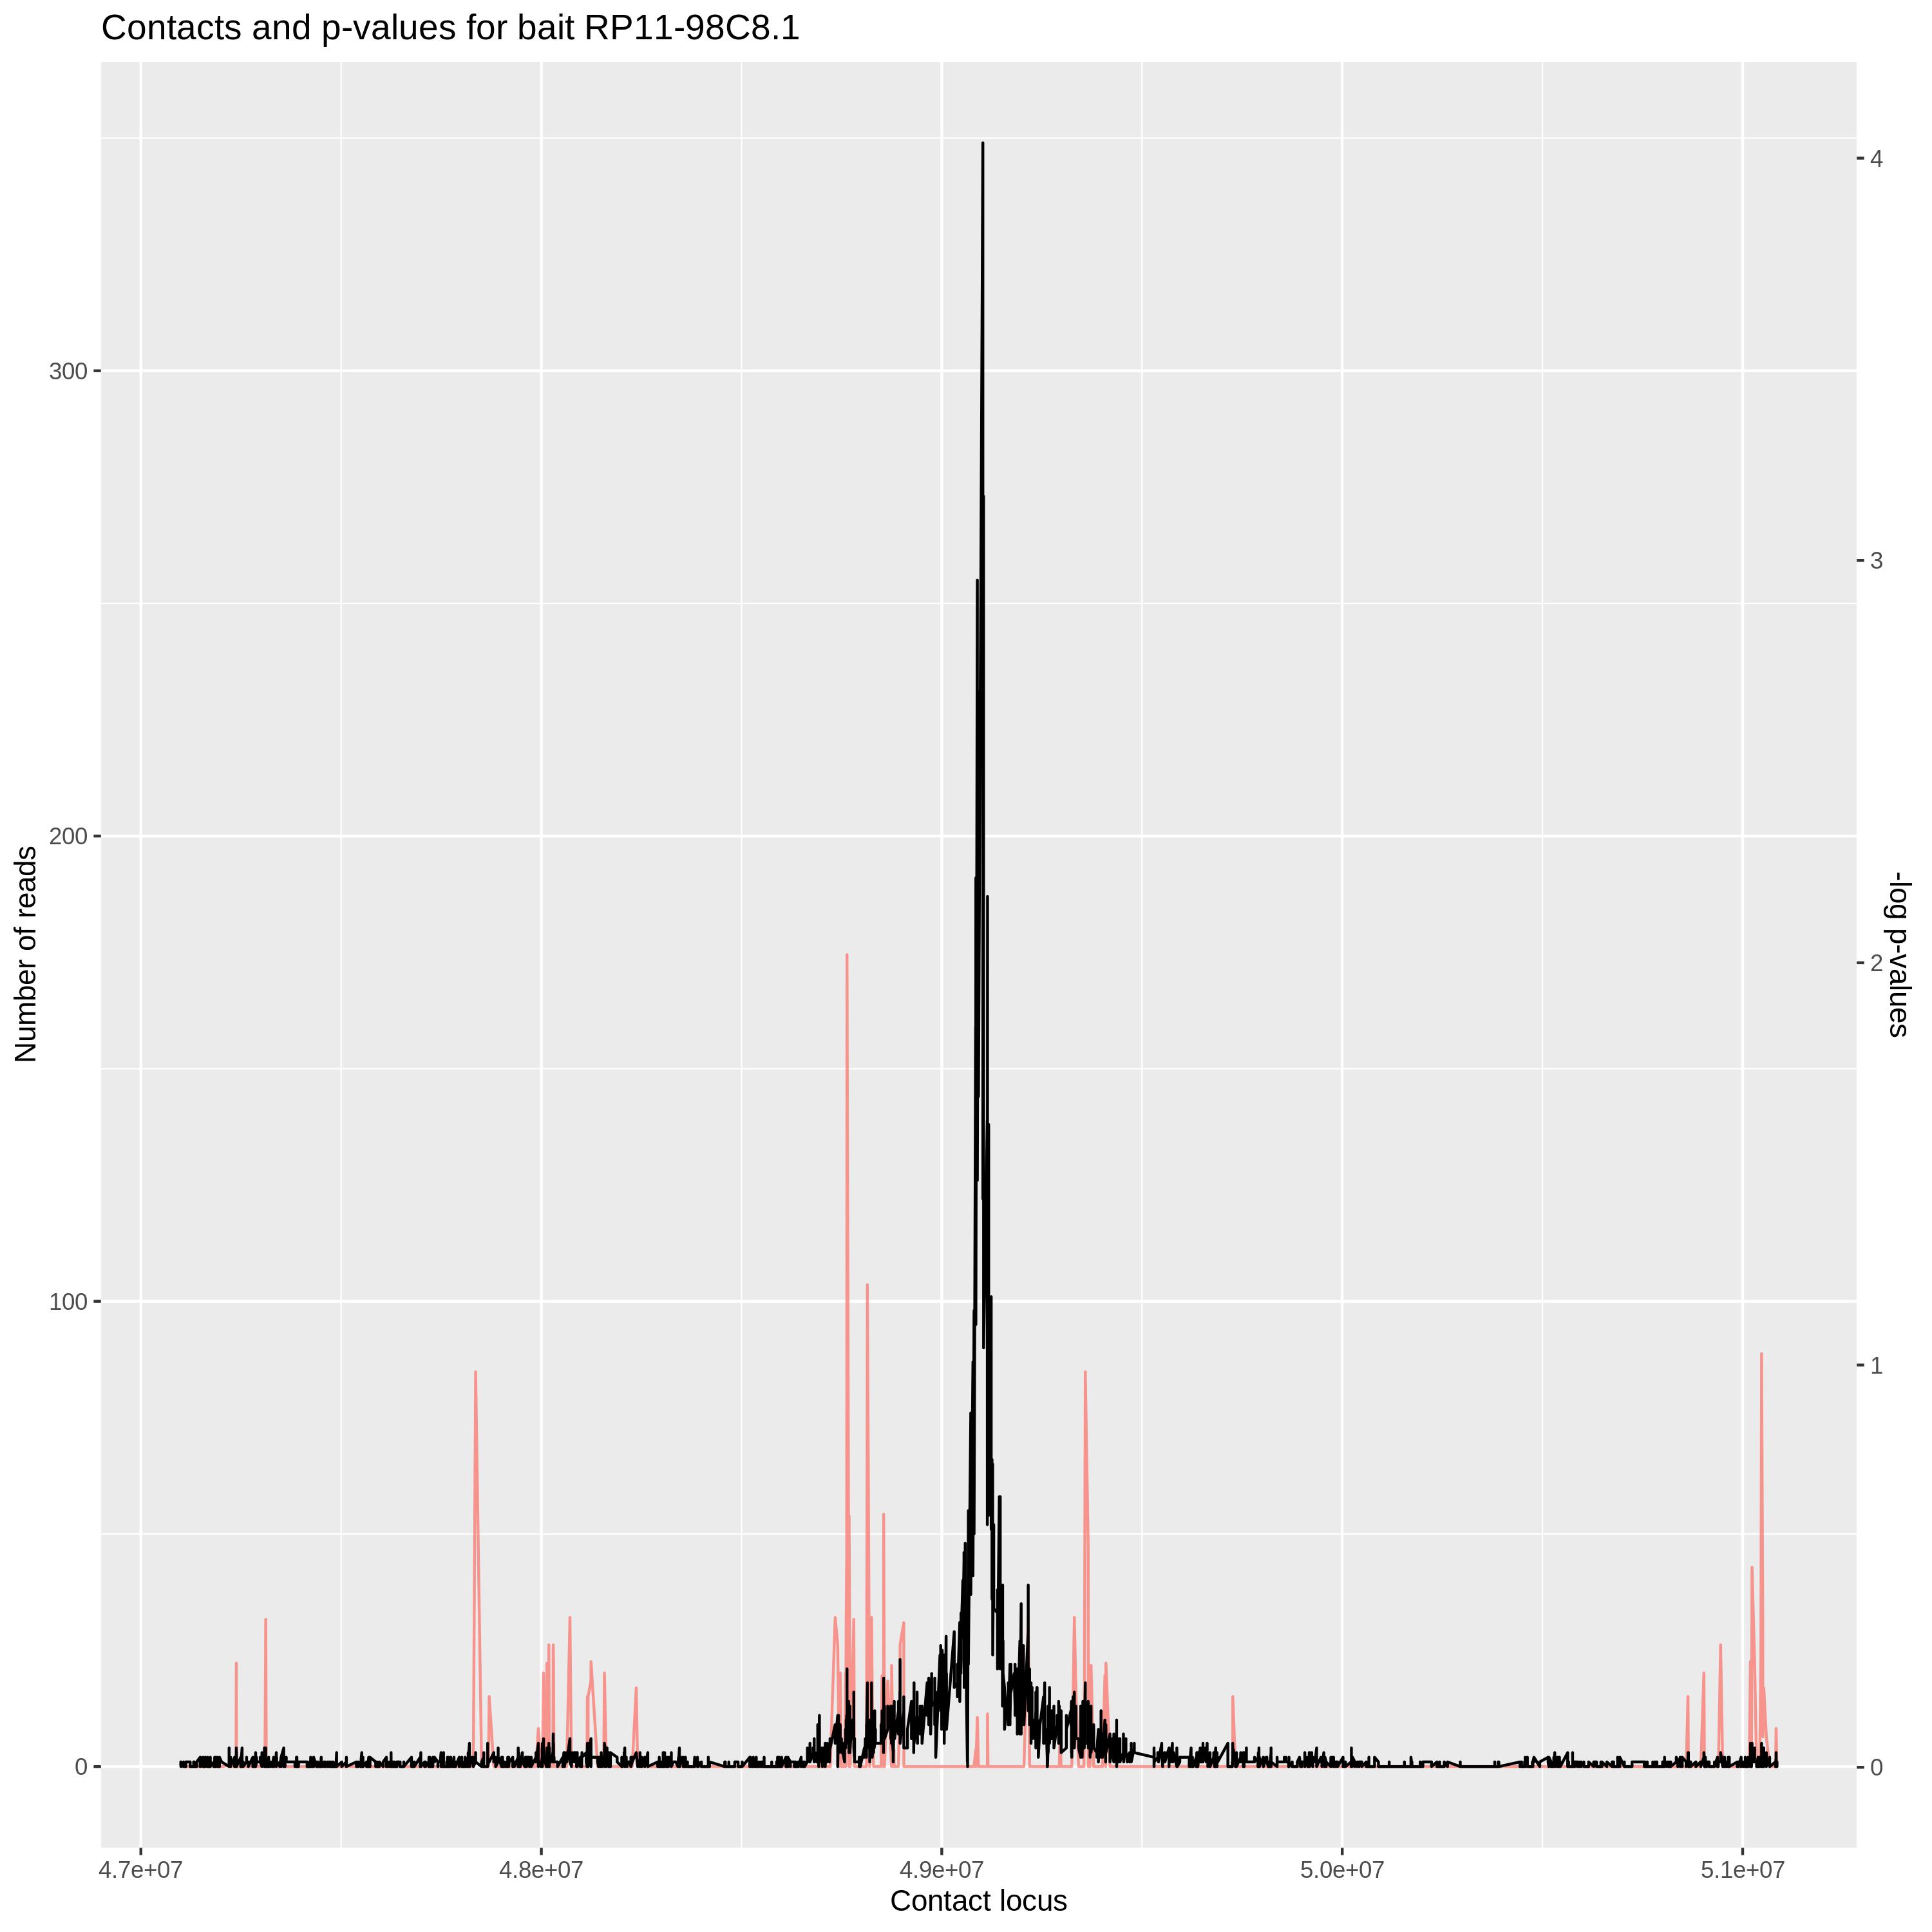 Contacts and p-values for bait RP11-98C8.1
300
200
100
0
Number of reads
4
3
2
1
0
-log p-values
4.7e+07 4.8e+07 4.9e+07 5.0e+07 5.1e+07
Contact locus